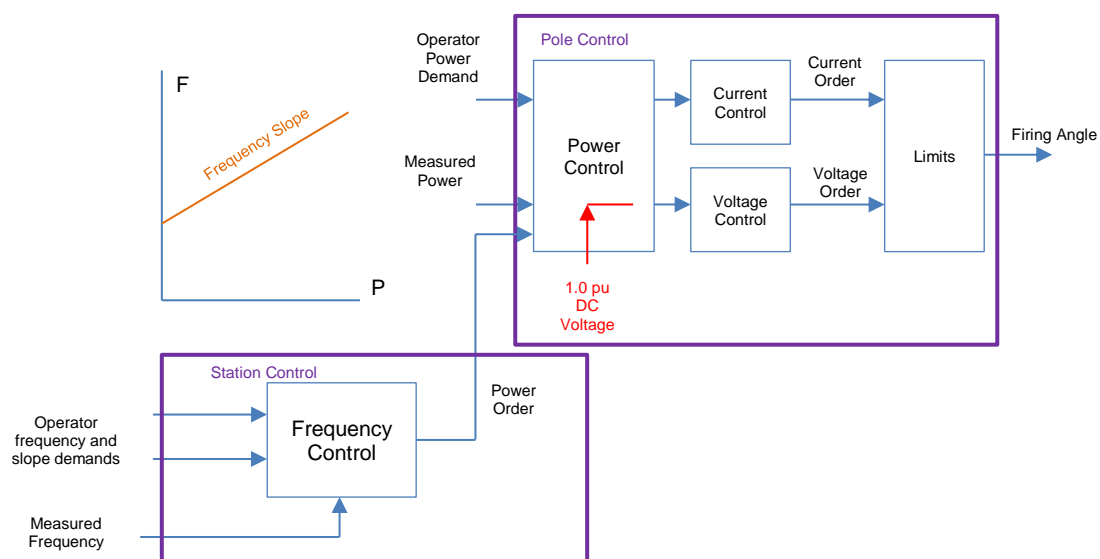 F
Frequency Slope
P
Operator
Power
Demand
Measured
Power
Pole Control
Power
Control
1.0 pu
DC
Voltage
Current
Control
Current
Order
Voltage
Control
Voltage
Order
Limits
Firing Angle
Station Control
Operator
frequency and
slope demands
Measured
Frequency
Frequency
Control
Power
Order